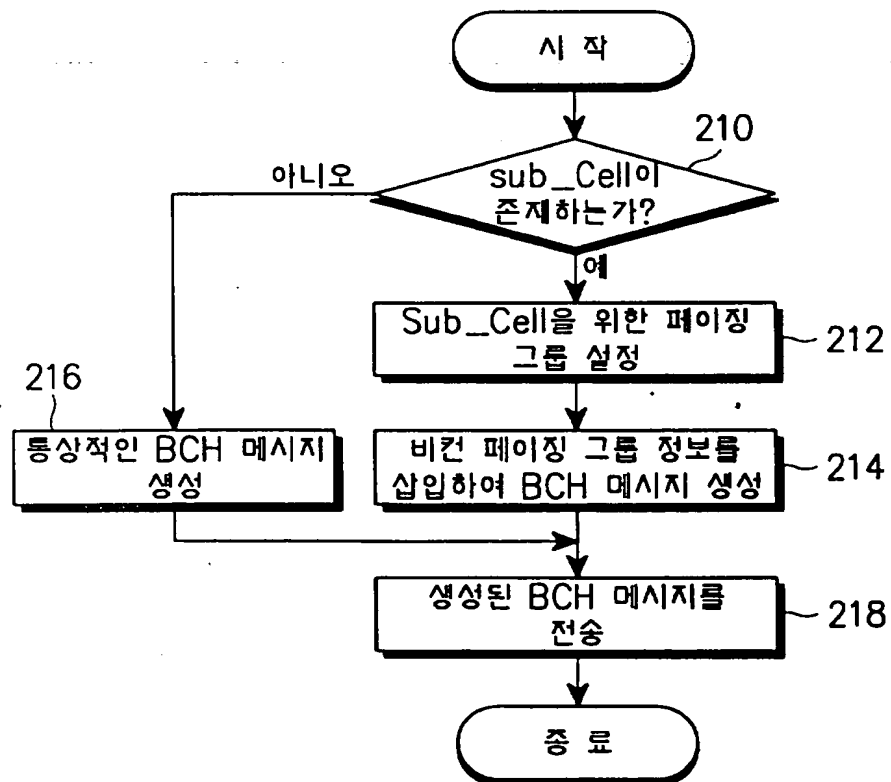 시 작
210
sub_Cell이
존재하는가?
아니오
예
Sub_Cell을 위한 페이징
그룹 설정
212
216
통상적인 BCH 메시지
생성
비컨 페이징 그룹 정보를
삽입하여 BCH 메시지 생성
214
생성된 BCH 메시지를
전송
218
종 료